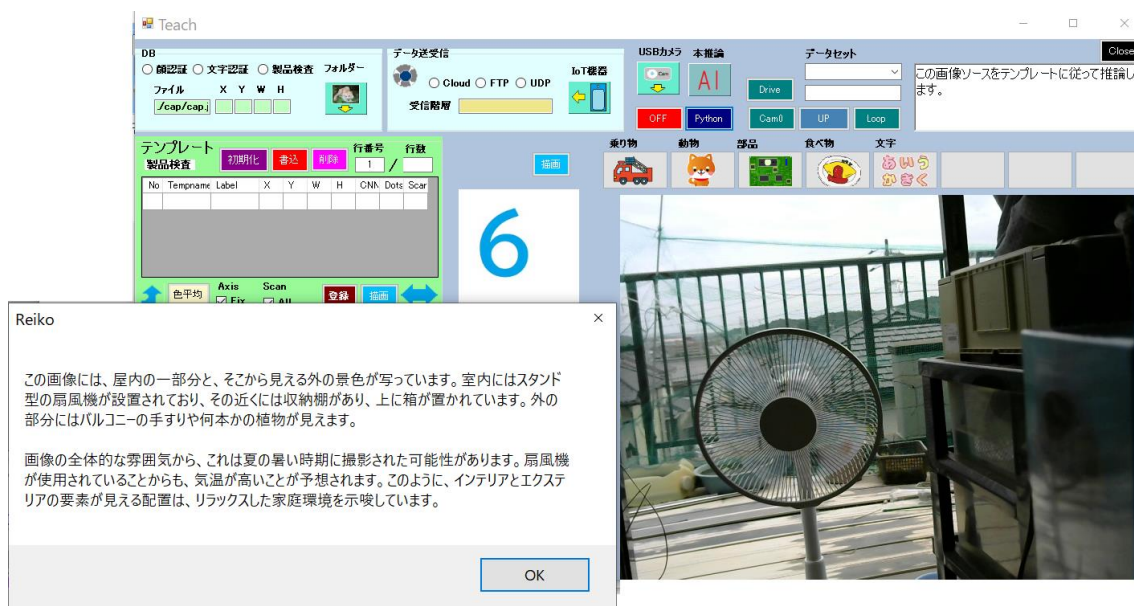 Teach
DB
顔認証 文字認証 製品検査 フォルダー
ファイル X Y W H
/cap/cap.j
データ送受信
Cloud FTP UDP
受信階層
IoT機器
USBカメラ 本推論
Cam
AI
OFF Python
Drive
Cam0 UP Loop
データセット
Close
この画像ソースをテンプレートに従って推論し
ます。
テンプレート
製品検査 初期化 書込 削除
行番号 行数
1 /
No Tempname Label X Y W H CNN Dots Scar
描画
乗り物 動物 部品 食べ物 文字
あいう
かきく
6
色平均
Axis Scan
Fix All
登録 描画
Reiko
この画像には、屋内の一部分と、そこから見える外の景色が写っています。室内にはスタンド
型の扇風機が設置されており、その近くには収納棚があり、上に箱が置かれています。外の
部分にはバルコニーの手すりや何本かの植物が見えます。
画像の全体的な雰囲気から、これは夏の暑い時期に撮影された可能性があります。扇風機
が使用されていることからも、気温が高いことが予想されます。このように、インテリアとエクステ
リアの要素が見える配置は、リラックスした家庭環境を示唆しています。
OK